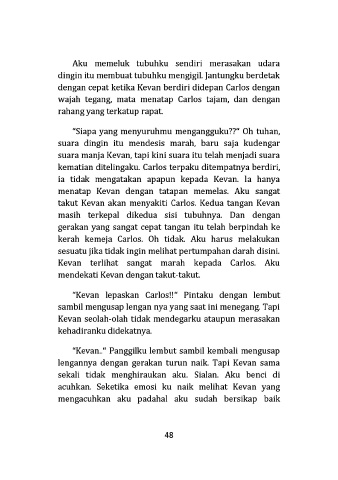 Aku memeluk tubuhku sendiri merasakan udara
dingin itu membuat tubuhku mengigil. Jantungku berdetak
dengan cepat ketika Kevan berdiri didepan Carlos dengan
wajah tegang, mata menatap Carlos tajam, dan dengan
rahang yang terkatup rapat.
"Siapa yang menyuruhmu mengangguku??" Oh tuhan,
suara dingin itu mendesis marah, baru saja kudengar
suara manja Kevan, tapi kini suara itu telah menjadi suara
kematian ditelingaku. Carlos terpaku ditempatnya berdiri,
ia tidak mengatakan apapun kepada Kevan. Ia hanya
menatap Kevan dengan tatapan memelas. Aku sangat
takut Kevan akan menyakiti Carlos. Kedua tangan Kevan
masih terkepal dikedua sisi tubuhnya. Dan dengan
gerakan yang sangat cepat tangan itu telah berpindah ke
kerah kemeja Carlos. Oh tidak. Aku harus melakukan
sesuatu jika tidak ingin melihat pertumpahan darah disini.
Kevan terlihat sangat marah kepada Carlos. Aku
mendekati Kevan dengan takut-takut.
"Kevan lepaskan Carlos!!" Pintaku dengan lembut
sambil mengusap lengan nya yang saat ini menegang. Tapi
Kevan seolah-olah tidak mendegarku ataupun merasakan
kehadiranku didekatnya.
"Kevan.." Panggilku lembut sambil kembali mengusap
lengannya dengan gerakan turun naik. Tapi Kevan sama
sekali tidak menghiraukan aku. Sialan. Aku benci di
acuhkan. Seketika emosi ku naik melihat Kevan yang
mengacuhkan aku padahal aku sudah bersikap baik
48